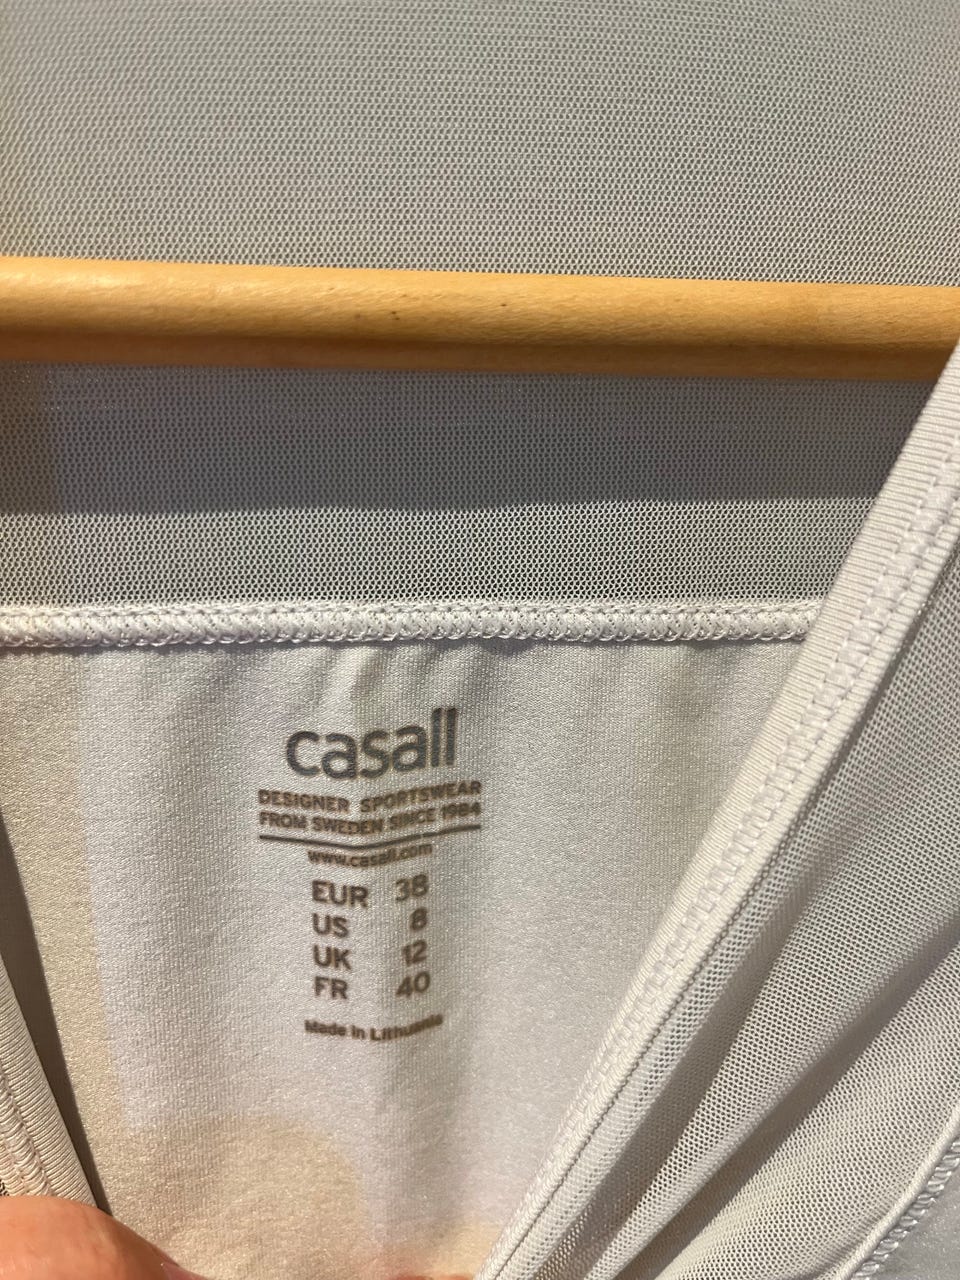 casall
DESIGNER SPORTSWEAR
FROM SWEDEN SINCE 1984
www.casall.com
EUR 38
US 8
UK 12
FR 40
Made in Lithuania